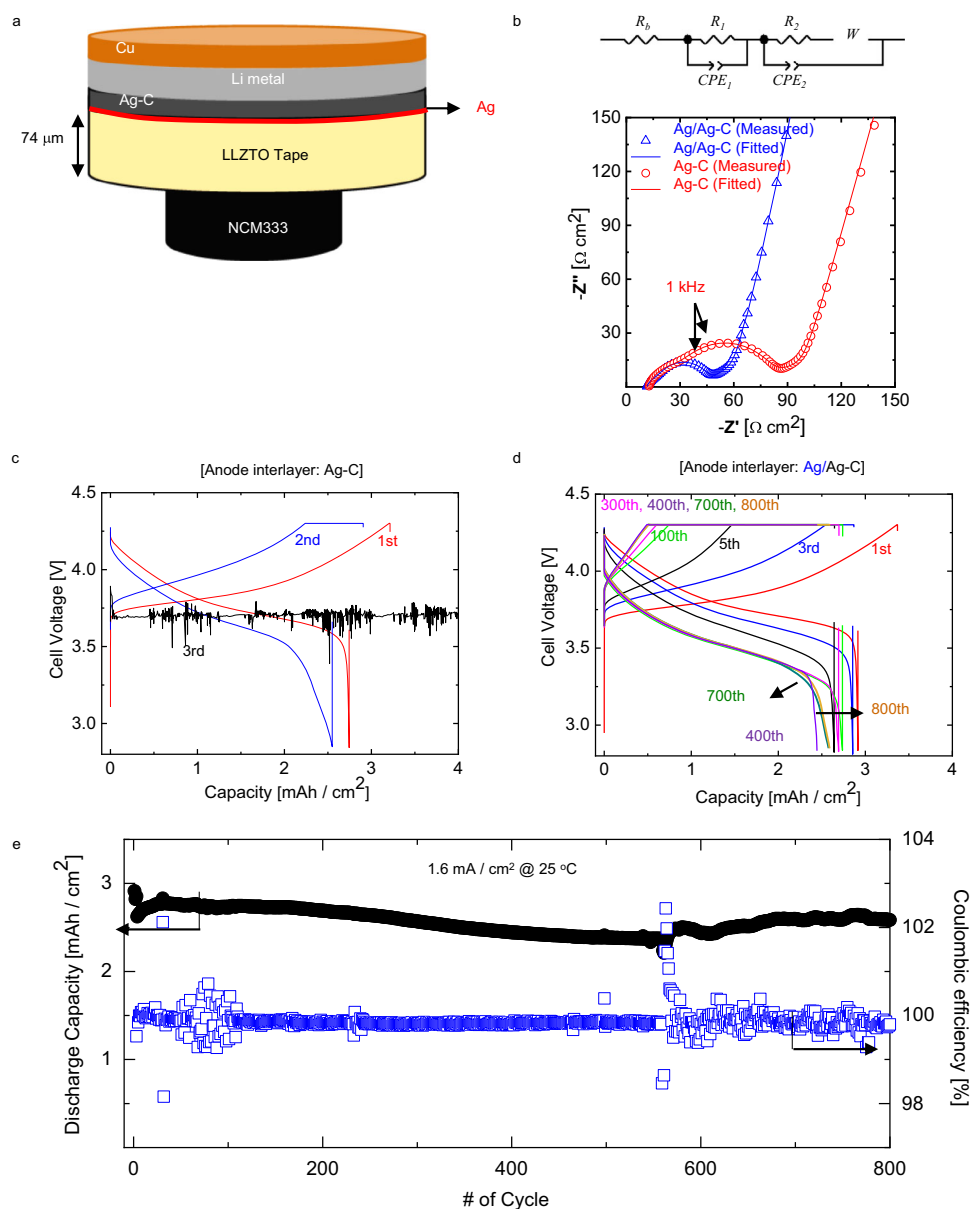 a
Cu
Li metal
Ag-C
Ag
74 μm
LLZTO Tape
NCM333
b
R_b R_1 R_2 W
CPE_1 CPE_2
150
120
90
60
30
0 30 60 90 120 150
-Z'' [Ω cm²]
-Z' [Ω cm²]
Ag/Ag-C (Measured)
Ag/Ag-C (Fitted)
Ag-C (Measured)
Ag-C (Fitted)
1 kHz
c
[Anode interlayer: Ag-C]
4.5
4.0
3.5
3.0
0 1 2 3 4
Cell Voltage [V]
Capacity [mAh / cm²]
2nd
1st
3rd
d
[Anode interlayer: Ag/Ag-C]
4.5
4.0
3.5
3.0
0 1 2 3 4
Cell Voltage [V]
Capacity [mAh / cm²]
300th, 400th, 700th, 800th
100th
5th
3rd
1st
700th
800th
400th
e
1.6 mA / cm² @ 25 ᵒC
3
2
1
104
102
100
98
0 200 400 600 800
Discharge Capacity [mAh / cm²]
Coulombic efficiency [%]
# of Cycle